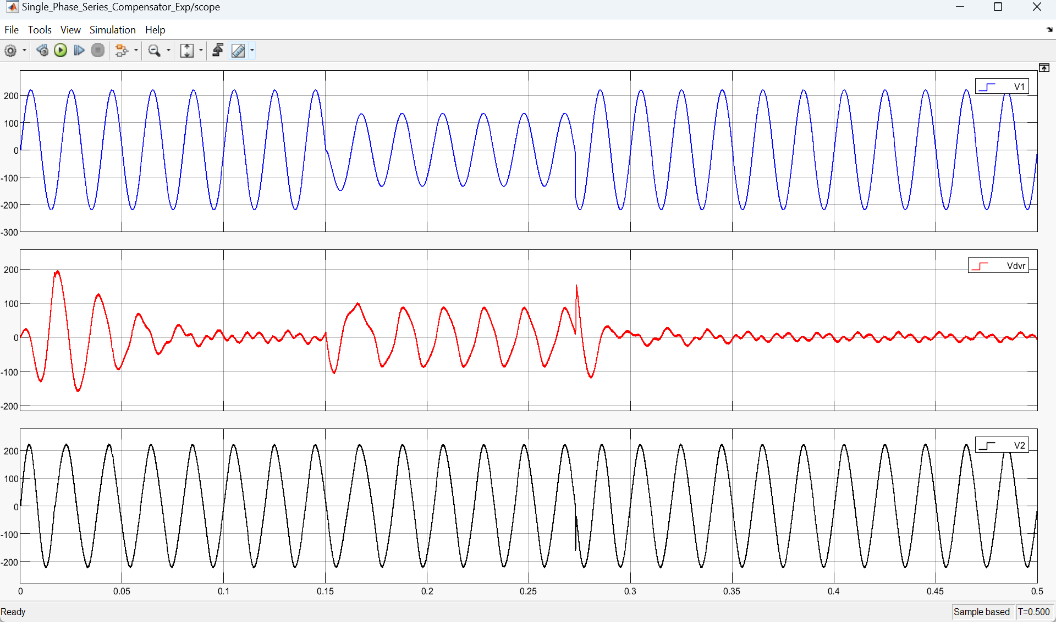 Single_Phase_Series_Compensator_Exp/scope
File Tools View Simulation Help
V1
200
100
0
-100
-200
-300
Vdvr
200
100
0
-100
-200
V2
200
100
0
-100
-200
0 0.05 0.1 0.15 0.2 0.25 0.3 0.35 0.4 0.45 0.5
Ready Sample based T=0.500